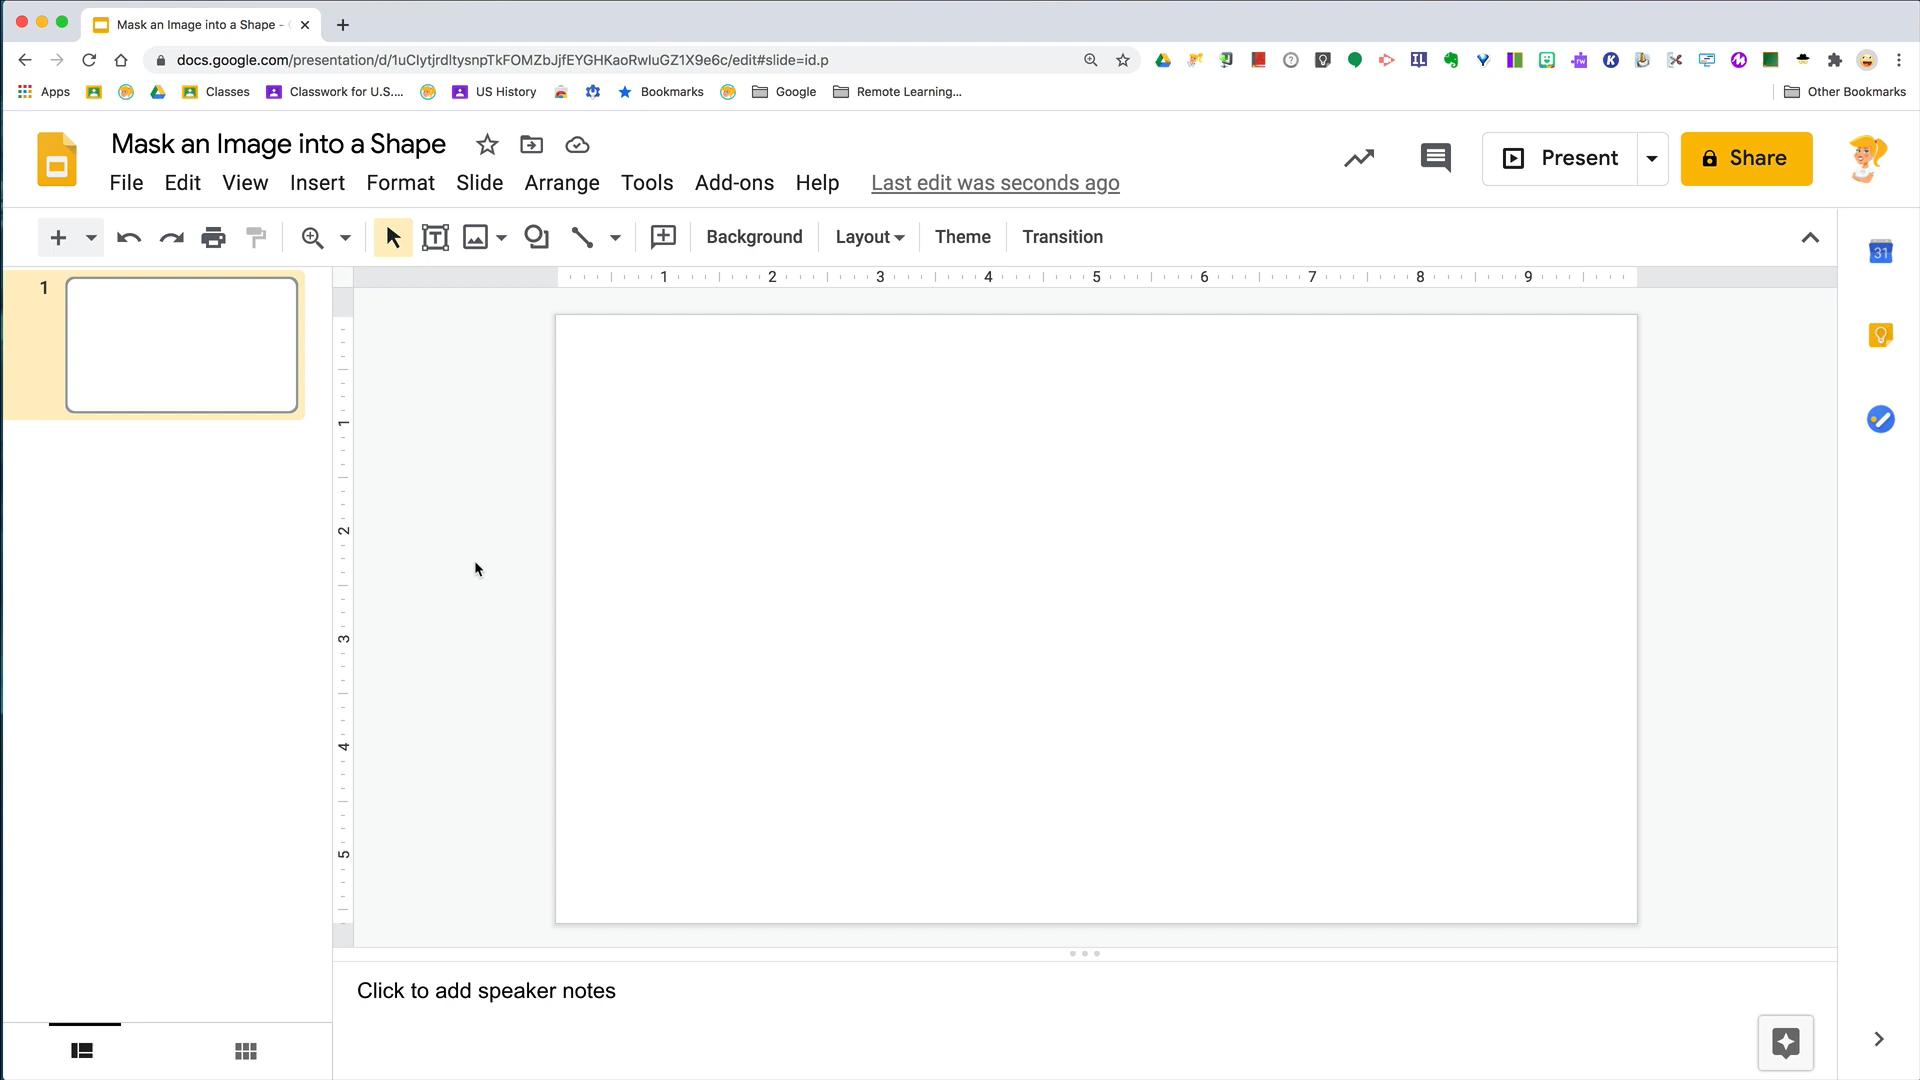 Mask an Image into a Shape -
docs.google.com/presentation/d/1uCIytjrdItysnpTkFOMZbJjfEYGHKaoRwIuGZ1X9e6c/edit#slide=id.p
Apps Classes Classwork for U.S.... US History Bookmarks Google Remote Learning... Other Bookmarks
Mask an Image into a Shape
Present Share
File Edit View Insert Format Slide Arrange Tools Add-ons Help Last edit was seconds ago
Background Layout Theme Transition
31
1 2 3 4 5 6 7 8 9
1
1
2
3
4
5
Click to add speaker notes